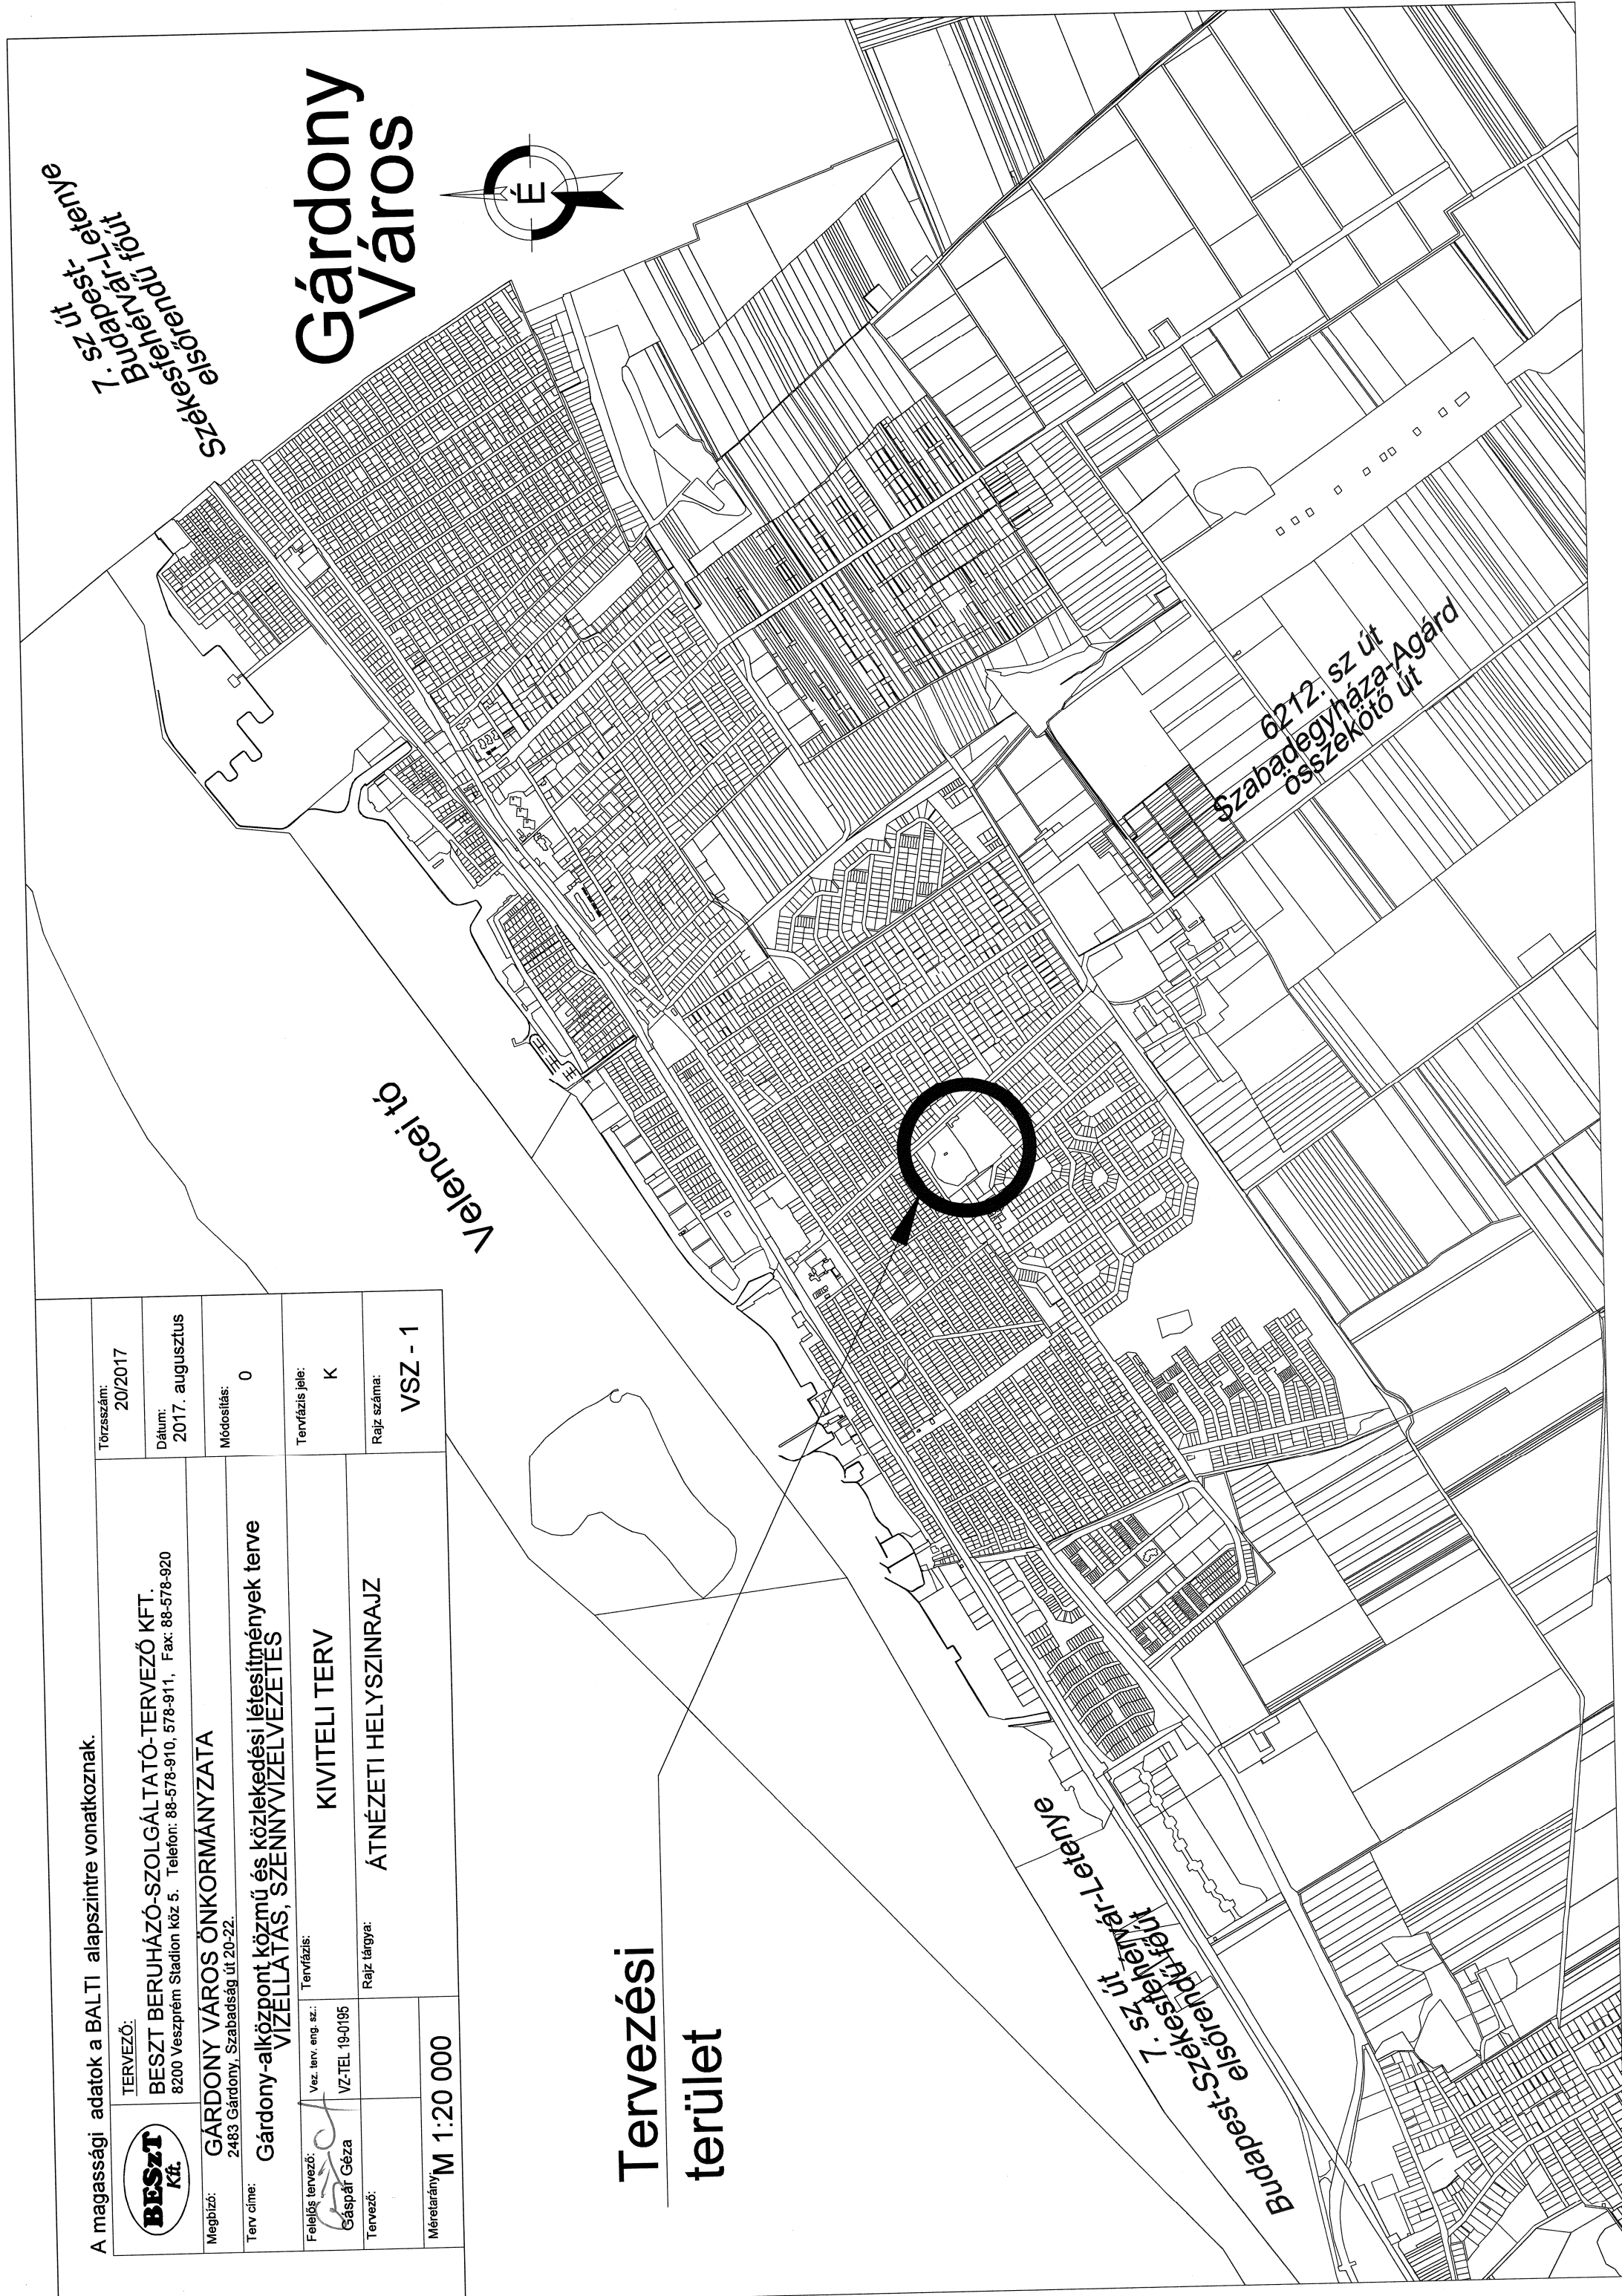 A magassági adatok a BALTI alapszintre vonatkoznak.
BESzT
Kft.
TERVEZŐ:
BESZT BERUHÁZÓ-SZOLGÁLTATÓ-TERVEZŐ KFT.
8200 Veszprém Stadion köz 5. Telefon: 88-578-910, 578-911, Fax: 88-578-920
Törzsszám:
20/2017
Megbízó:
GÁRDONY VÁROS ÖNKORMÁNYZATA
2483 Gárdony, Szabadság út 20-22.
Dátum:
2017. augusztus
Terv címe:
Gárdony-alközpont közmű és közlekedési létesítmények terve
VÍZELLÁTÁS, SZENNYVÍZELVEZETÉS
Módosítás:
0
Felelős tervező:
Gáspár Géza
Vez. terv. eng. sz.:
VZ-TEL 19-0195
Tervfázis:
KIVITELI TERV
Tervfázis jele:
K
Tervező:
Rajz tárgya:
ÁTNÉZETI HELYSZINRAJZ
Rajz száma:
VSZ - 1
Méretarány:
M 1:20 000
Tervezési
terület
Velencei tó
Gárdony
Város
É
7. sz út
Budapest-
Székesfehérvár-Letenye
elsőrendű főút
6212. sz út
Szabadegyháza-Agárd
összekötő út
7. sz út
Budapest-Székesfehérvár-Letenye
elsőrendű főút